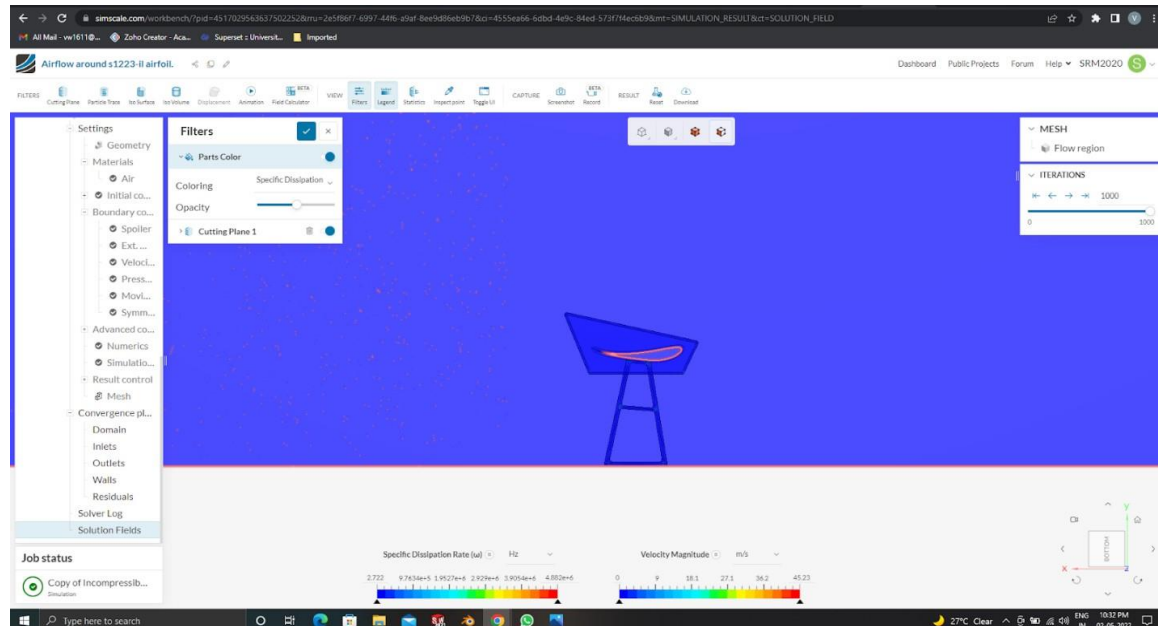 simscale.com/workbench/?pid=4517029563637502252&rru=2e5f86f7-6997-44f6-a9af-8ee9d86eb9b7&ci=4555ea66-6dbd-4e9c-84ed-573f7f4ec6b9&mt=SIMULATION_RESULT&ct=SOLUTION_FIELD
All Mail - vw1611@... Zoho Creator - Aca... Superset :: Universit... Imported
Airflow around s1223-il airfoil. Dashboard Public Projects Forum Help SRM2020 S
FILTERS Cutting Plane Particle Trace Iso Surface Iso Volume Displacement Animation BETA Field Calculator VIEW Filters Legend Statistics Inspect point Toggle UI CAPTURE Screenshot BETA Record RESULT Reset Download
Settings
Geometry
Materials
Air
Initial co...
Boundary co...
Spoiler
Ext. ...
Veloci...
Press...
Movi...
Symm...
Advanced co...
Numerics
Simulatio...
Result control
Mesh
Convergence pl...
Domain
Inlets
Outlets
Walls
Residuals
Solver Log
Solution Fields
Job status
Copy of Incompressib...
Simulation
Filters
Parts Color
Coloring Specific Dissipation
Opacity
Cutting Plane 1
MESH
Flow region
ITERATIONS
1000
0 1000
Specific Dissipation Rate (ω) Hz
2.722 9.7634e+5 1.9527e+6 2.929e+6 3.9054e+6 4.882e+6
Velocity Magnitude m/s
0 9 18.1 27.1 36.2 45.23
Y
BOTTOM
X Z
Type here to search
27°C Clear ENG 10:32 PM
IN 02-05-2022